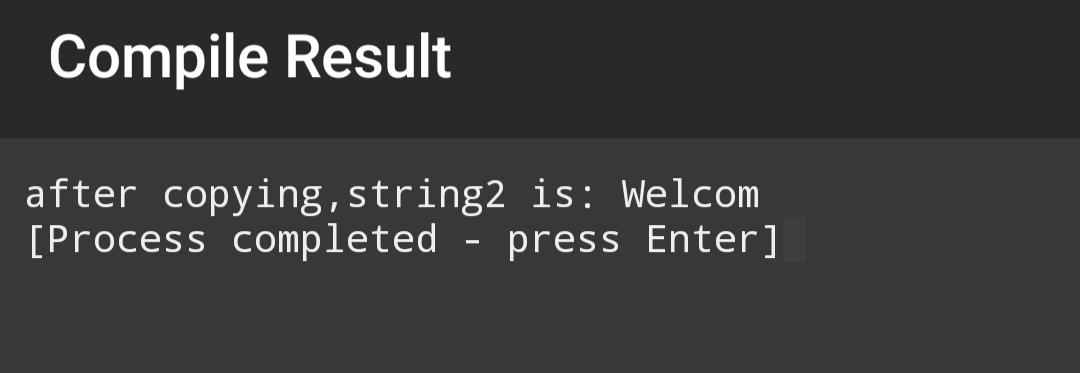 Compile Result
after copying,string2 is: Welcom
[Process completed - press Enter]